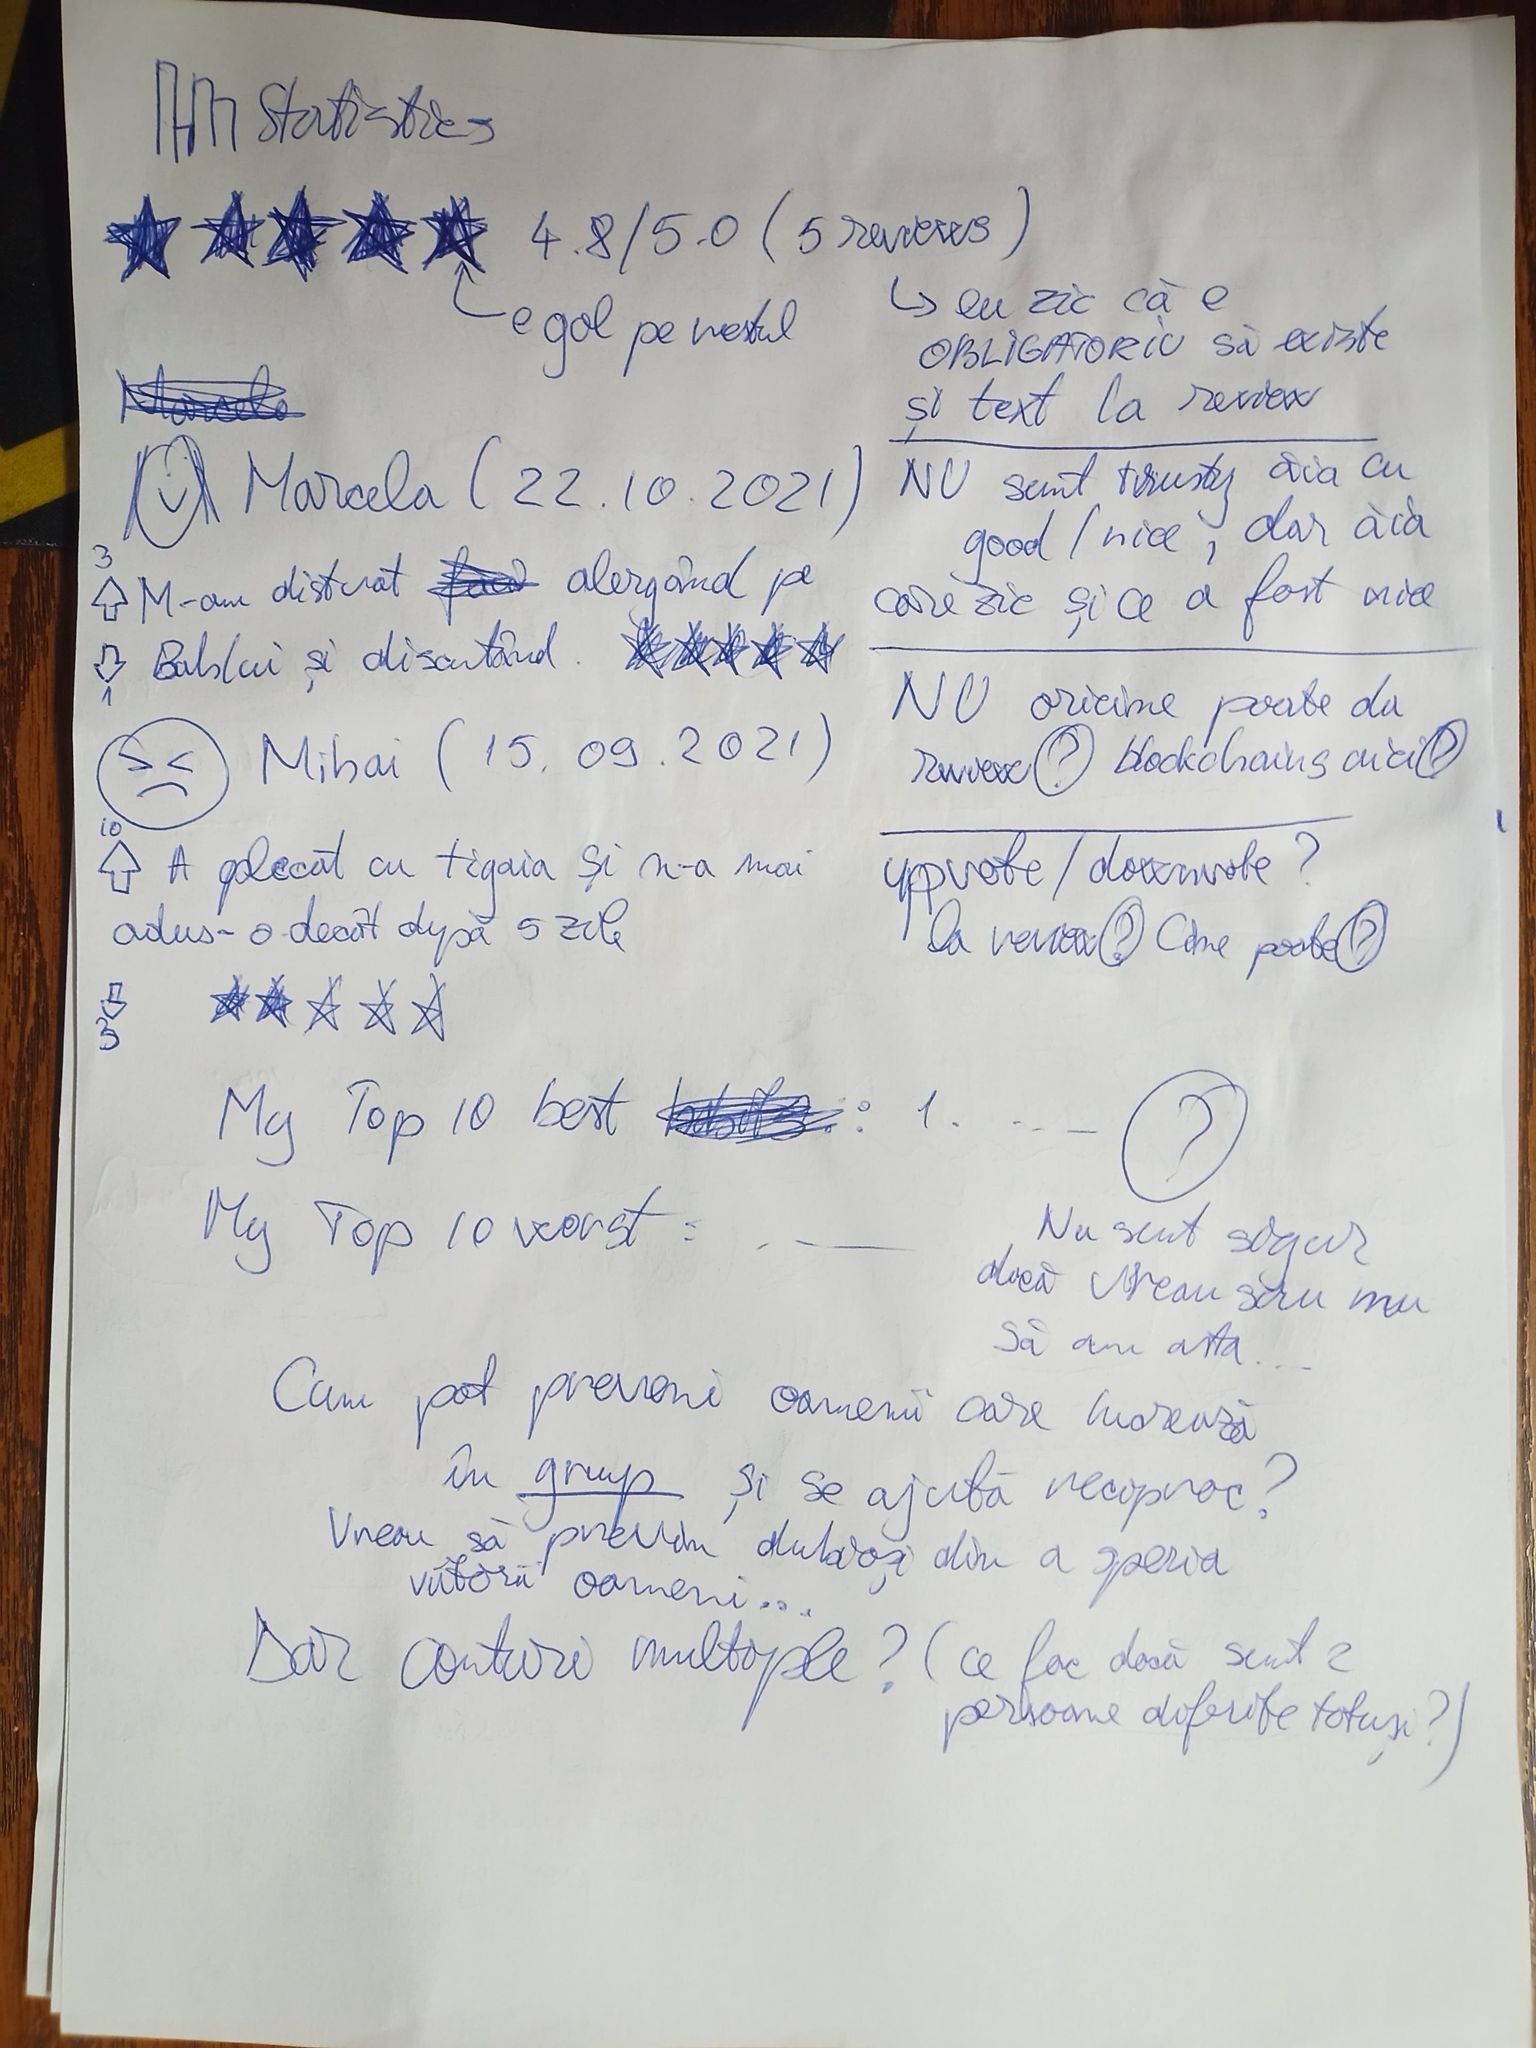 Statistics
4.8/5.0 (5 reviews)
e gol pe restul
↳ eu zic că e
OBLIGATORIU să existe
și text la review
Marcela (22.10.2021)
NU sunt trusty ăia cu
good/nice, dar ăia
care zic și ce a fost nice
3
M-am distrat alergând pe
și discutând.
1
NU oricine poate da
review? blockchains aici?
Mihai (15.09.2021)
10
A plecat cu tigaia și n-a mai
adus-o decât după 5 zile
3
upvote/downvote?
la review? Cine poate?
My Top 10 best : 1. ...
?
My Top 10 worst : .
Nu sunt sigur
dacă vreau sau nu
să am asta...
Cum pot preveni oamenii care lucrează
în grup și se ajută reciproc?
Vreau să previn dubioși din a speria
viitorii oameni...
Dar conturi multiple? (ce fac dacă sunt 2
persoane diferite totuși?)